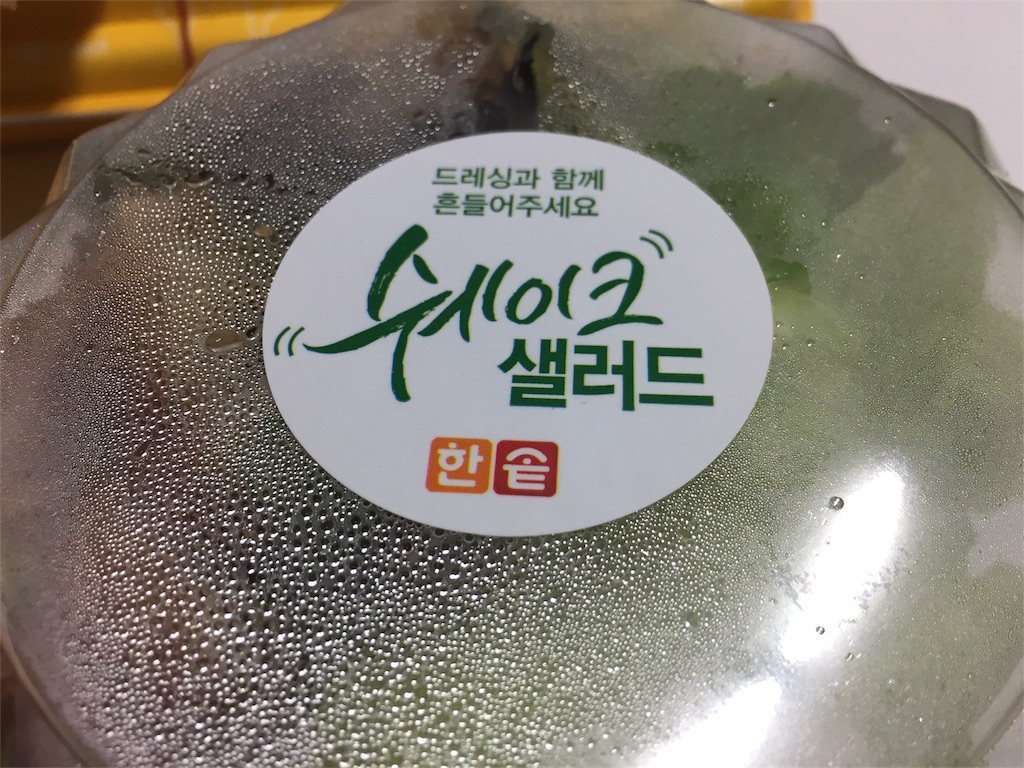 드레싱과 함께
흔들어주세요
쉐이크
샐러드
한솥